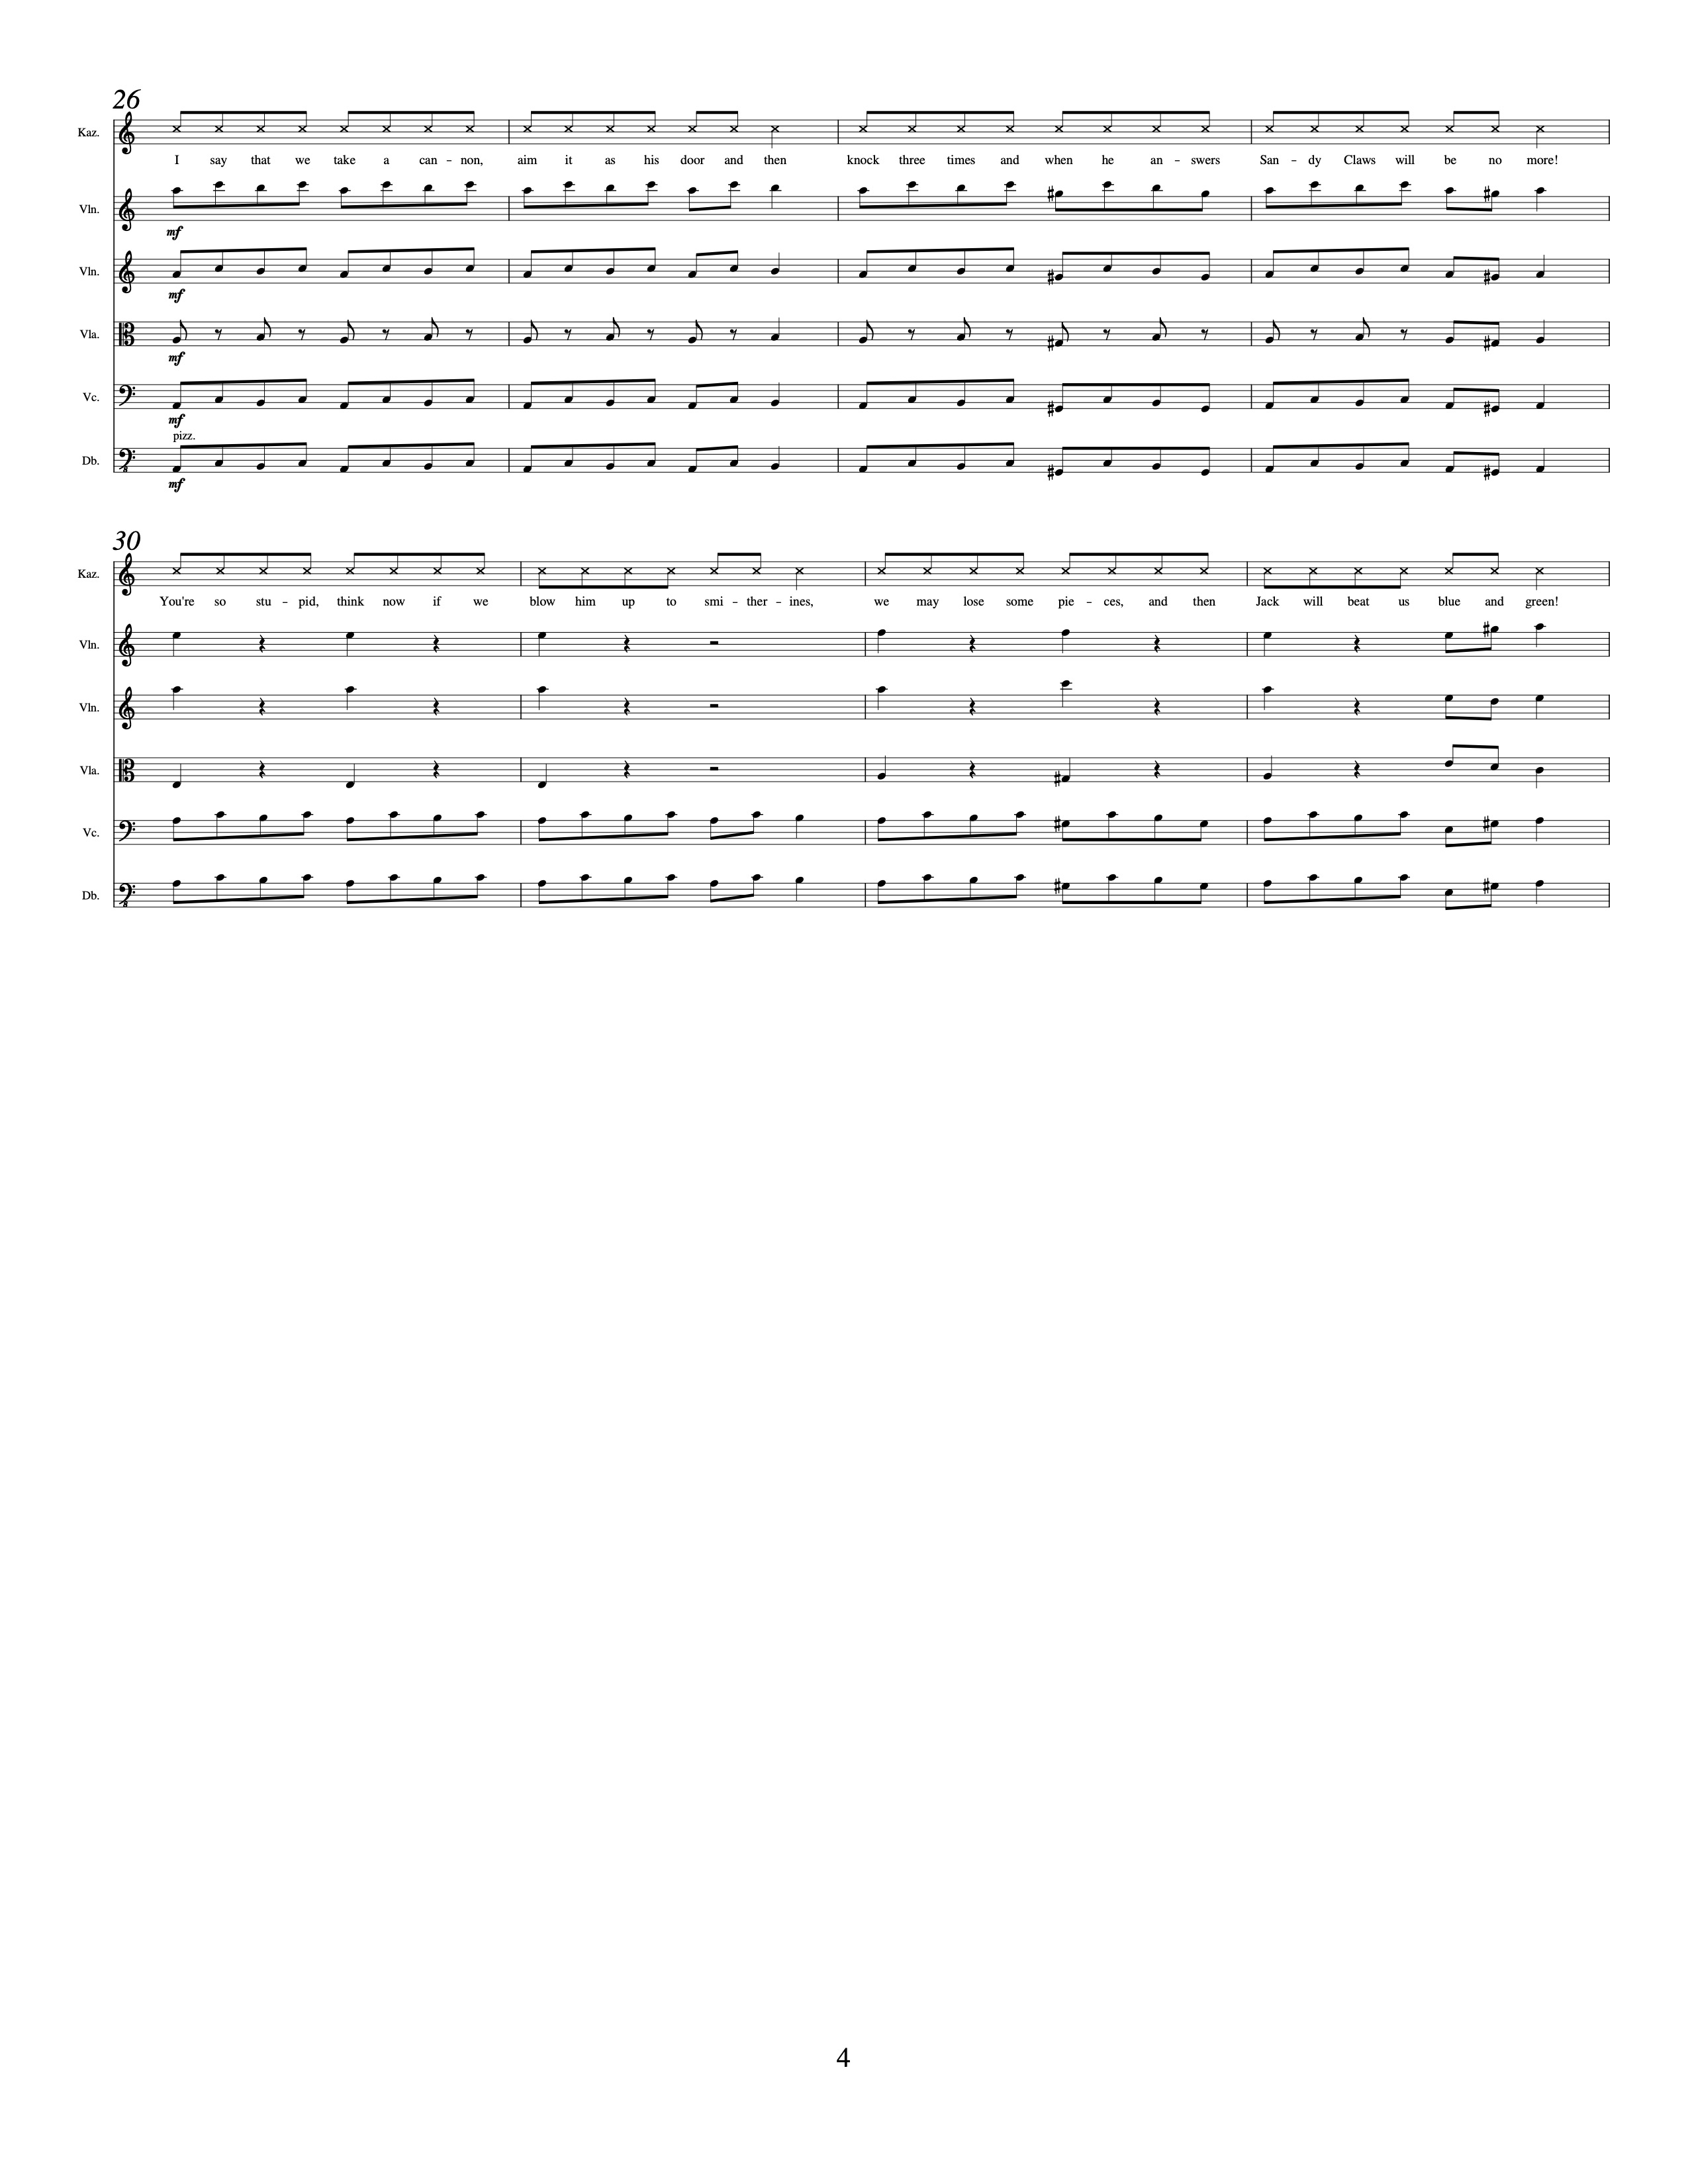 26
Kaz.
I say that we take a can – non, aim it as his door and then knock three times and when he an – swers San – dy Claws will be no more!
Vln.
mf
Vln.
mf
Vla.
mf
Vc.
mf
pizz.
Db.
mf
30
Kaz.
You're so stu – pid, think now if we blow him up to smi – ther – ines, we may lose some pie – ces, and then Jack will beat us blue and green!
Vln.
Vln.
Vla.
Vc.
Db.
4